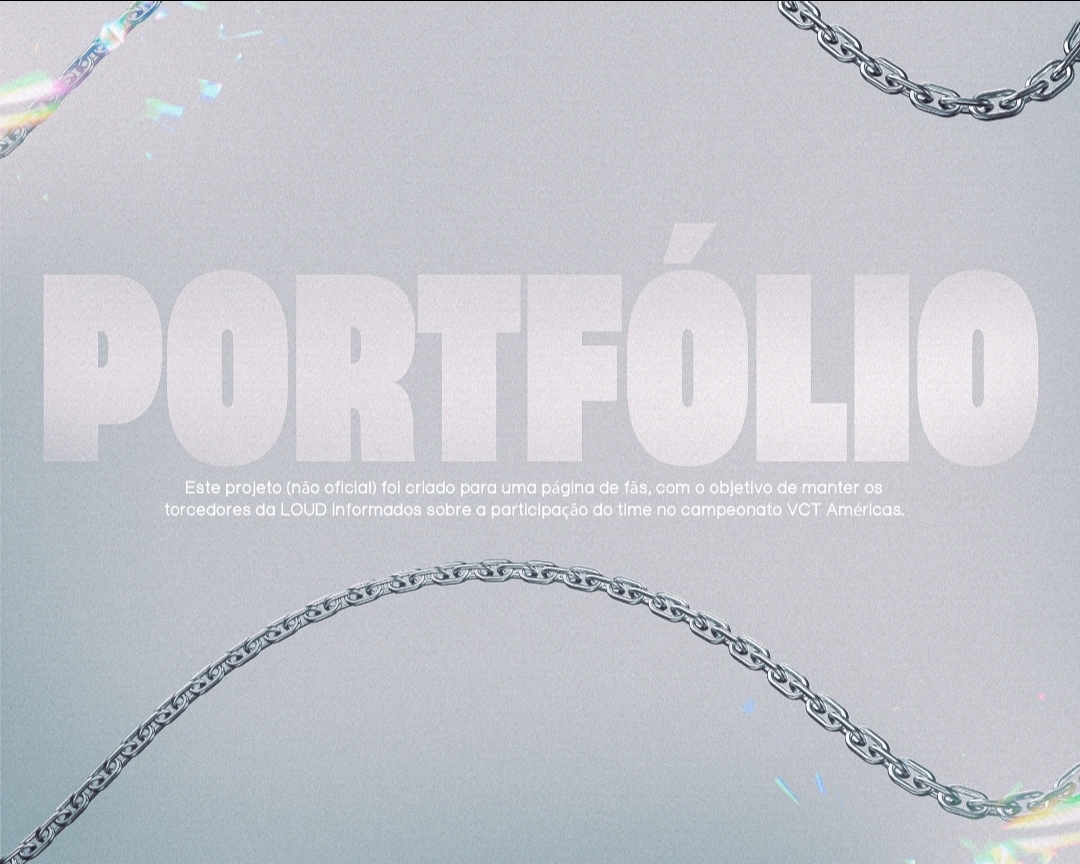 PORTFÓLIO
Este projeto (não oficial) foi criado para uma página de fãs, com o objetivo de manter os
torcedores da LOUD informados sobre a participação do time no campeonato VCT Américas.